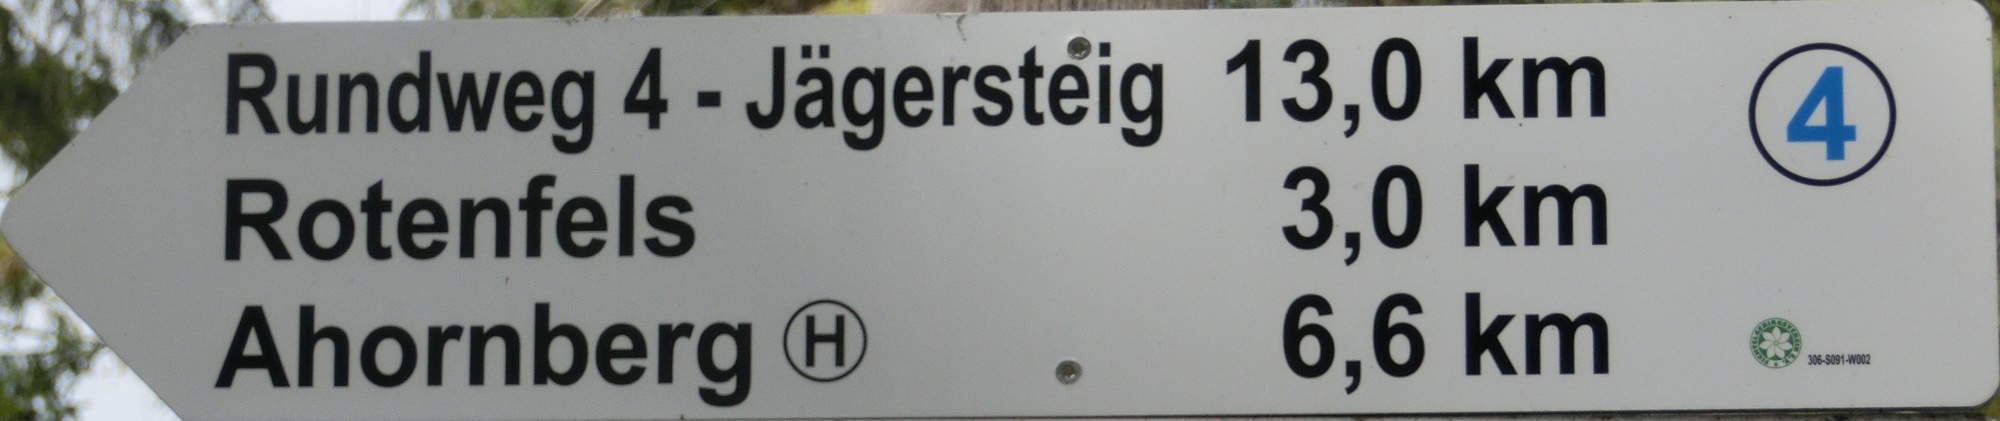 Rundweg 4 - Jägersteig 13,0 km
4
Rotenfels 3,0 km
Ahornberg H 6,6 km
306-S091-W002